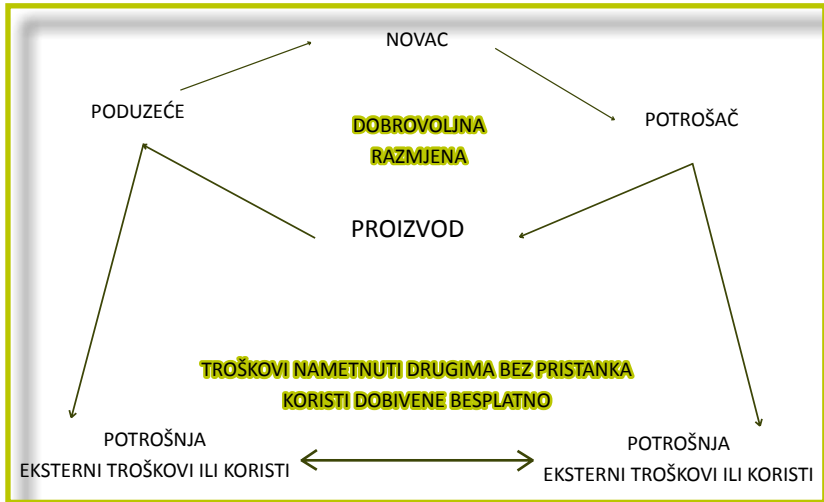 NOVAC
PODUZEĆE
POTROŠAČ
DOBROVOLJNA
RAZMJENA
PROIZVOD
TROŠKOVI NAMETNUTI DRUGIMA BEZ PRISTANKA
KORISTI DOBIVENE BESPLATNO
POTROŠNJA
EKSTERNI TROŠKOVI ILI KORISTI
POTROŠNJA
EKSTERNI TROŠKOVI ILI KORISTI